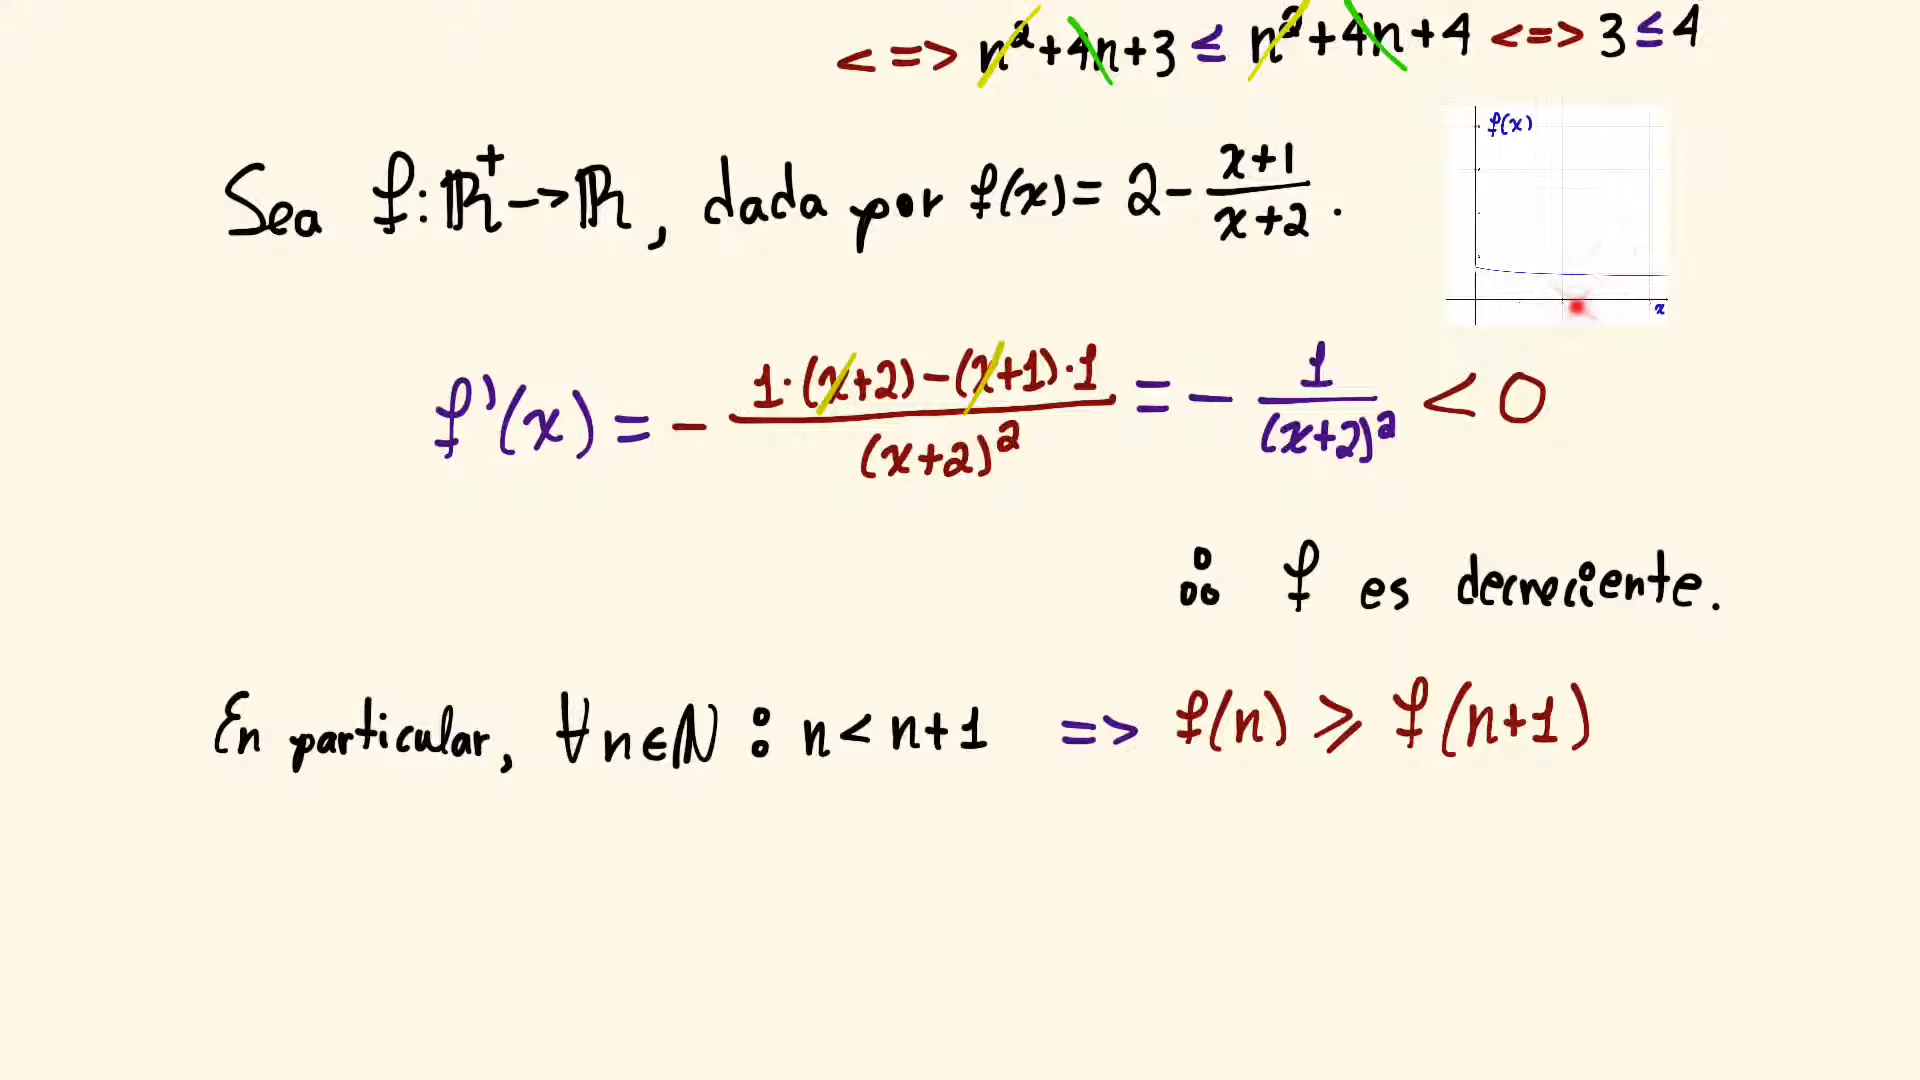 <=> n²+4n+3 ≤ n²+4n+4 <=> 3≤4
f(x)
Sea f: ℝ⁺→ℝ, dada por f(x)= 2 - (x+1)/(x+2).
x
f'(x) = - (1·(x+2)-(x+1)·1)/(x+2)² = - 1/(x+2)² < 0
∴ f es decreciente.
En particular, ∀n∈ℕ : n < n+1 => f(n) ⩾ f(n+1)